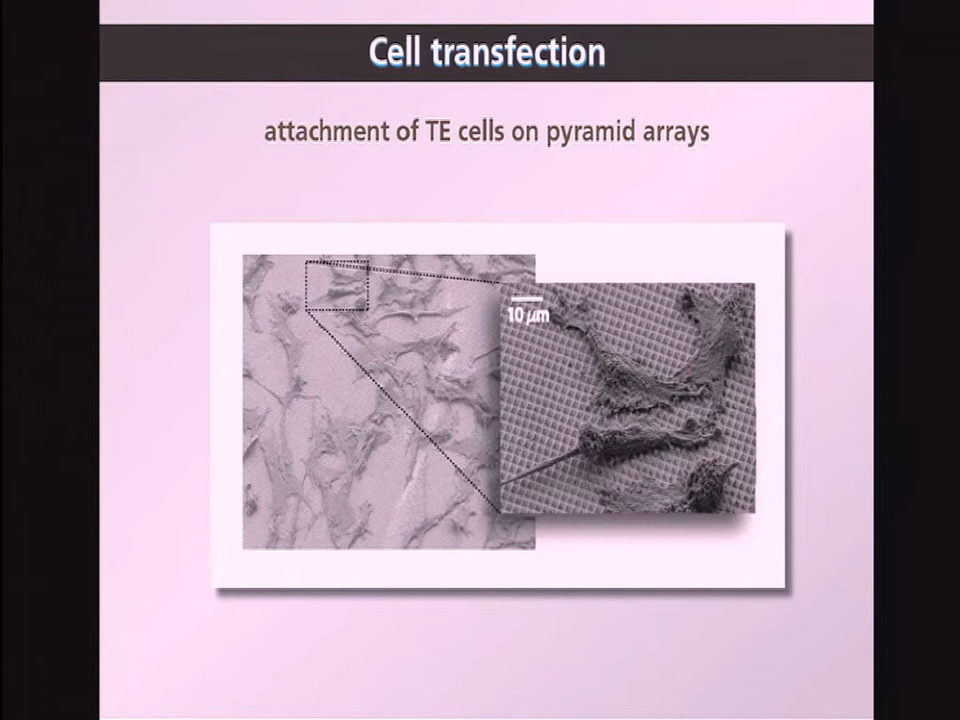 Cell transfection
attachment of TE cells on pyramid arrays
10 μm